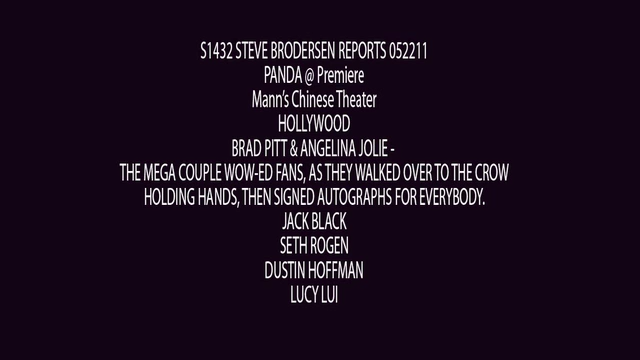 S1432 STEVE BRODERSEN REPORTS 052211
PANDA @ Premiere
Mann's Chinese Theater
HOLLYWOOD
BRAD PITT & ANGELINA JOLIE -
THE MEGA COUPLE WOW-ED FANS, AS THEY WALKED OVER TO THE CROW
HOLDING HANDS, THEN SIGNED AUTOGRAPHS FOR EVERYBODY.
JACK BLACK
SETH ROGEN
DUSTIN HOFFMAN
LUCY LUI